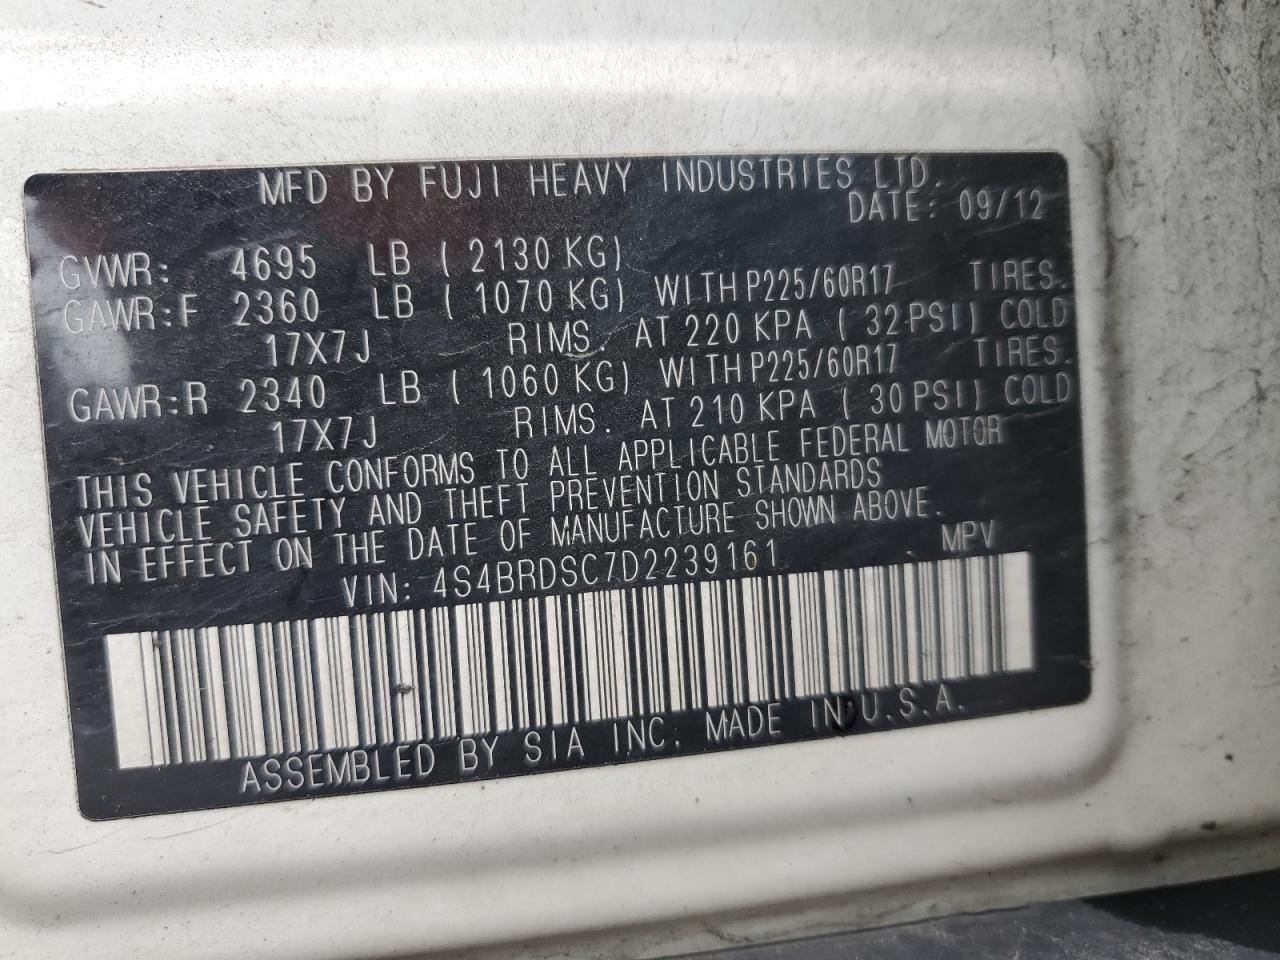 MFD BY FUJI HEAVY INDUSTRIES LTD.
DATE: 09/12
GVWR: 4695 LB ( 2130 KG)
GAWR:F 2360 LB ( 1070 KG) WITH P225/60R17 TIRES.
17X7J RIMS. AT 220 KPA ( 32 PSI) COLD
GAWR:R 2340 LB ( 1060 KG) WITH P225/60R17 TIRES.
17X7J RIMS. AT 210 KPA ( 30 PSI) COLD
THIS VEHICLE CONFORMS TO ALL APPLICABLE FEDERAL MOTOR
VEHICLE SAFETY AND THEFT PREVENTION STANDARDS
IN EFFECT ON THE DATE OF MANUFACTURE SHOWN ABOVE.
VIN: 4S4BRDSC7D2239161 MPV
ASSEMBLED BY SIA INC. MADE IN U.S.A.